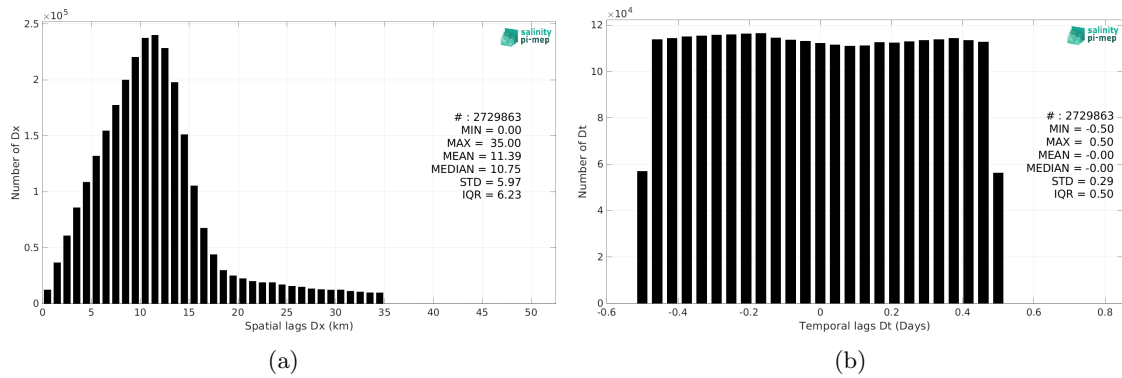 ×10⁵
2.5
2
1.5
1
0.5
0
Number of Dx
0 5 10 15 20 25 30 35 40 45 50
Spatial lags Dx (km)
salinity
pi-mep
# : 2729863
MIN = 0.00
MAX = 35.00
MEAN = 11.39
MEDIAN = 10.75
STD = 5.97
IQR = 6.23
(a)
×10⁴
12
10
8
6
4
2
0
Number of Dt
-0.6 -0.4 -0.2 0 0.2 0.4 0.6 0.8
Temporal lags Dt (Days)
salinity
pi-mep
# : 2729863
MIN = -0.50
MAX = 0.50
MEAN = -0.00
MEDIAN = -0.00
STD = 0.29
IQR = 0.50
(b)